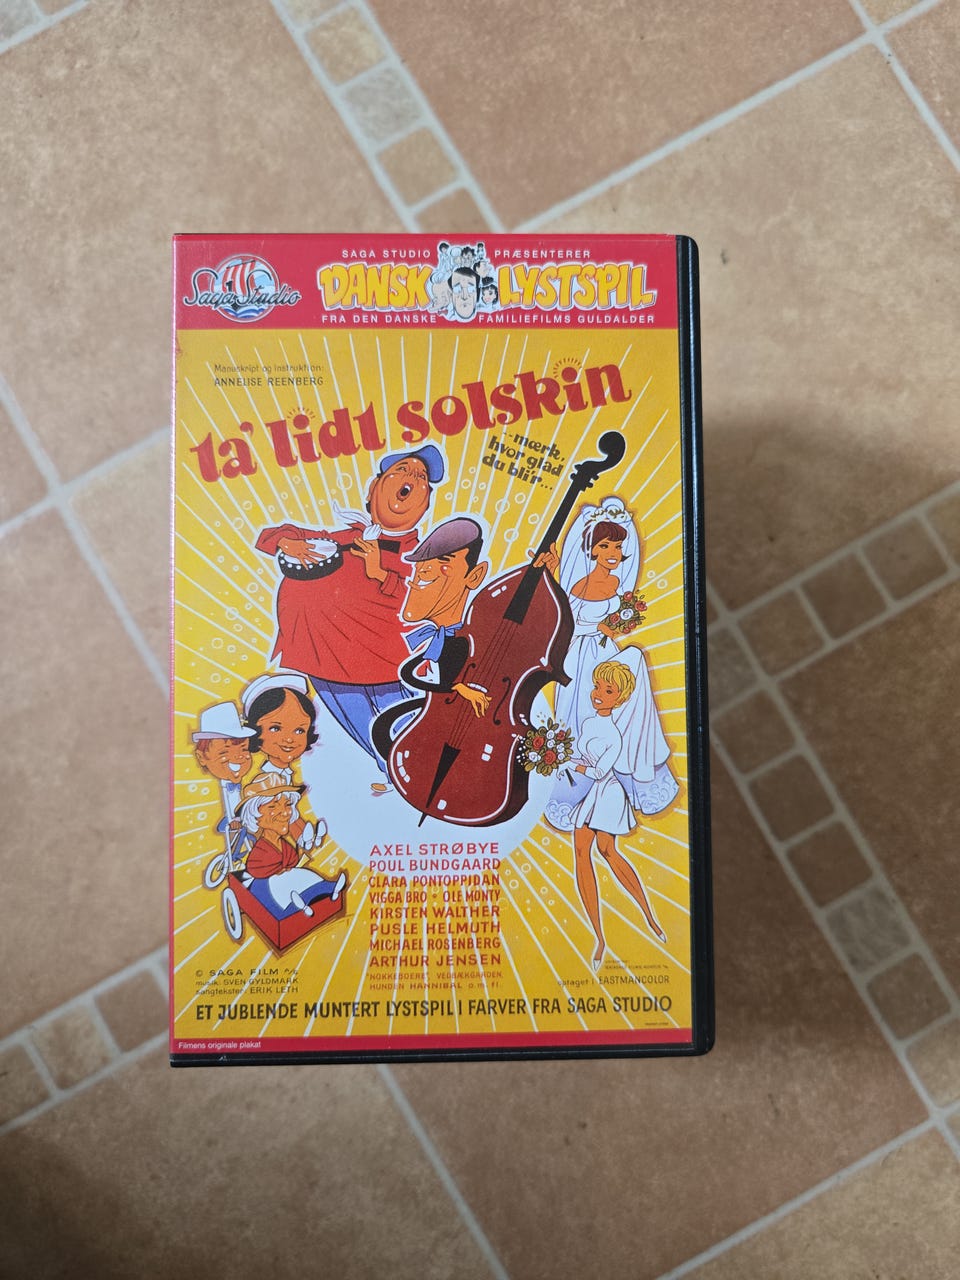 SAGA STUDIO PRÆSENTERER
Saga Studio
DANSK LYSTSPIL
FRA DEN DANSKE FAMILIEFILMS GULDALDER
Manuskript og instruktion:
ANNELISE REENBERG
ta' lidt solskin
--mærk,
hvor glad
du bli'r...
AXEL STRØBYE
POUL BUNDGAARD
CLARA PONTOPPIDAN
VIGGA BRO • OLE MONTY
KIRSTEN WALTHER
PUSLE HELMUTH
MICHAEL ROSENBERG
ARTHUR JENSEN
"NØKKEBOERE", VEDBÆKGARDEN,
HUNDEN HANNIBAL o.m.fl.
© SAGA FILM A/S
musik: SVEN GYLDMARK
sangtekster: ERIK LETH
optaget i EASTMANCOLOR
ET JUBLENDE MUNTERT LYSTSPIL I FARVER FRA SAGA STUDIO
Filmens originale plakat